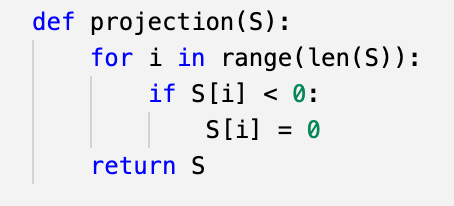 def projection(S):
    for i in range(len(S)):
        if S[i] < 0:
            S[i] = 0
    return S